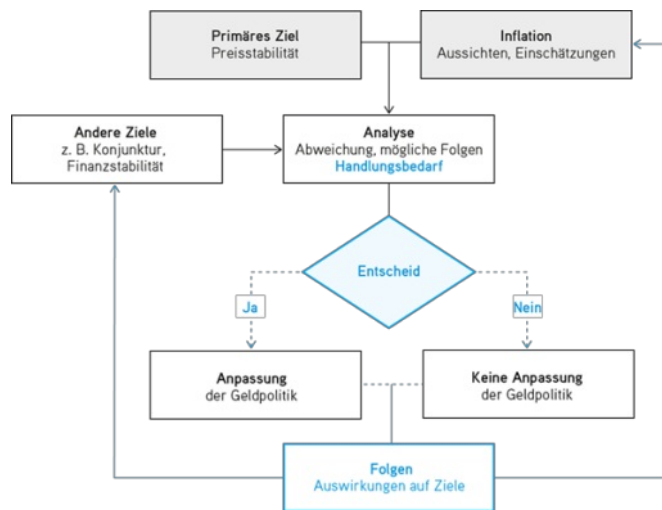 Primäres Ziel
Preisstabilität
Inflation
Aussichten, Einschätzungen
Andere Ziele
z. B. Konjunktur,
Finanzstabilität
Analyse
Abweichung, mögliche Folgen
Handlungsbedarf
Entscheid
Ja
Nein
Anpassung
der Geldpolitik
Keine Anpassung
der Geldpolitik
Folgen
Auswirkungen auf Ziele